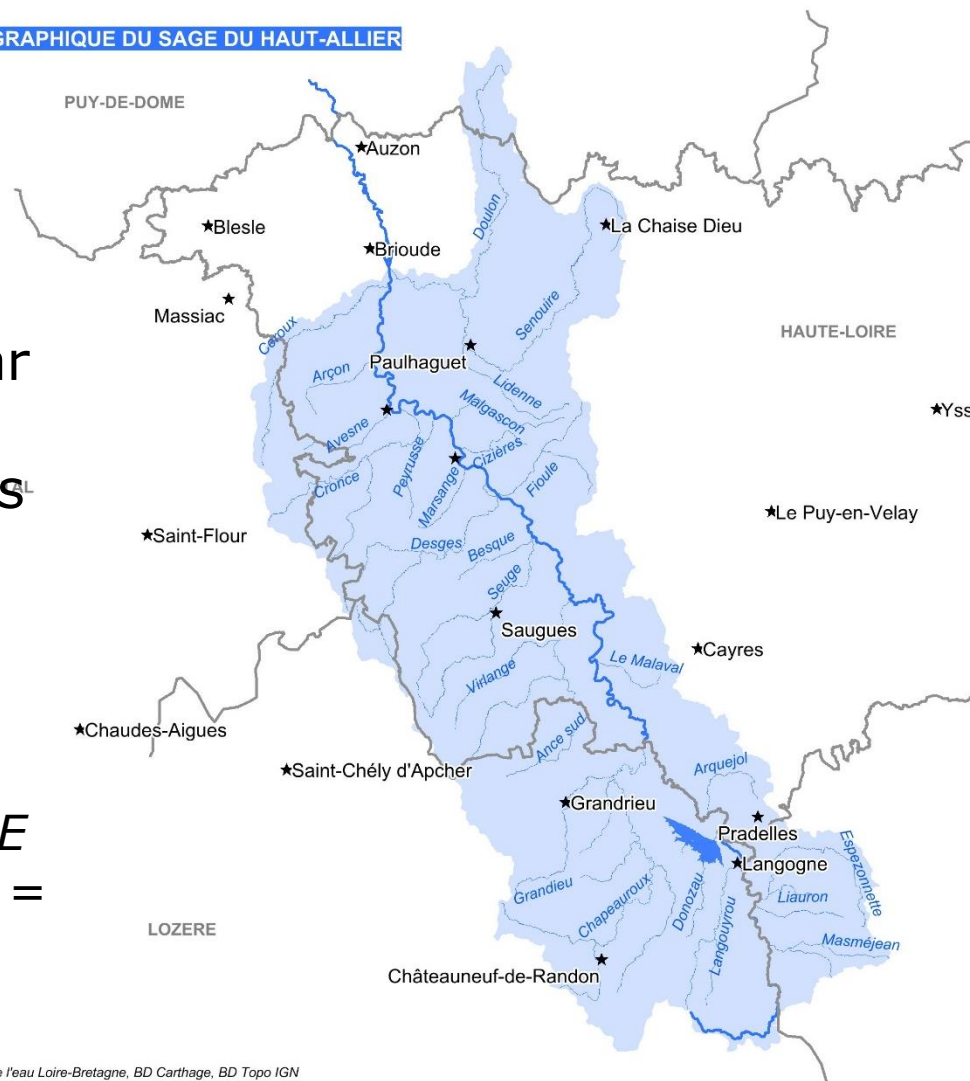 GRAPHIQUE DU SAGE DU HAUT-ALLIER
PUY-DE-DOME
Auzon
Blesle
Doulon
La Chaise Dieu
Brioude
Massiac
Ceroux
Senouire
HAUTE-LOIRE
ar
Arçon
Paulhaguet
Lidenne
Malgascon
Yss
Avesne
Peyrusse
Cizières
Marsange
Fioule
Cronce
s
AL
Le Puy-en-Velay
Saint-Flour
Desges
Besque
Seuge
Saugues
Le Malaval
Cayres
Virlange
Chaudes-Aigues
Ance sud
Saint-Chély d'Apcher
Arquejol
Grandrieu
E
Pradelles
Langogne
Espezonnette
=
Grandieu
Chapeauroux
Donozau
Liauron
LOZERE
Langouyrou
Masméjean
Châteauneuf-de-Randon
e l'eau Loire-Bretagne, BD Carthage, BD Topo IGN